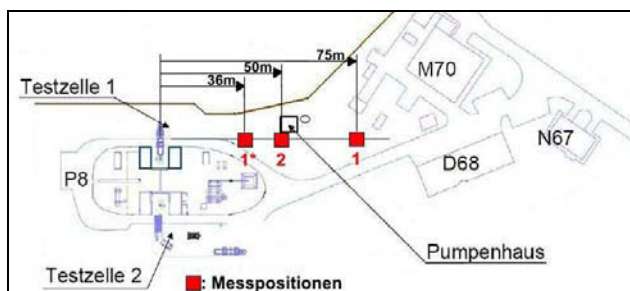 75m
50m
36m
Testzelle 1
M70
N67
1* 2 1
D68
P8
Pumpenhaus
Testzelle 2
: Messpositionen